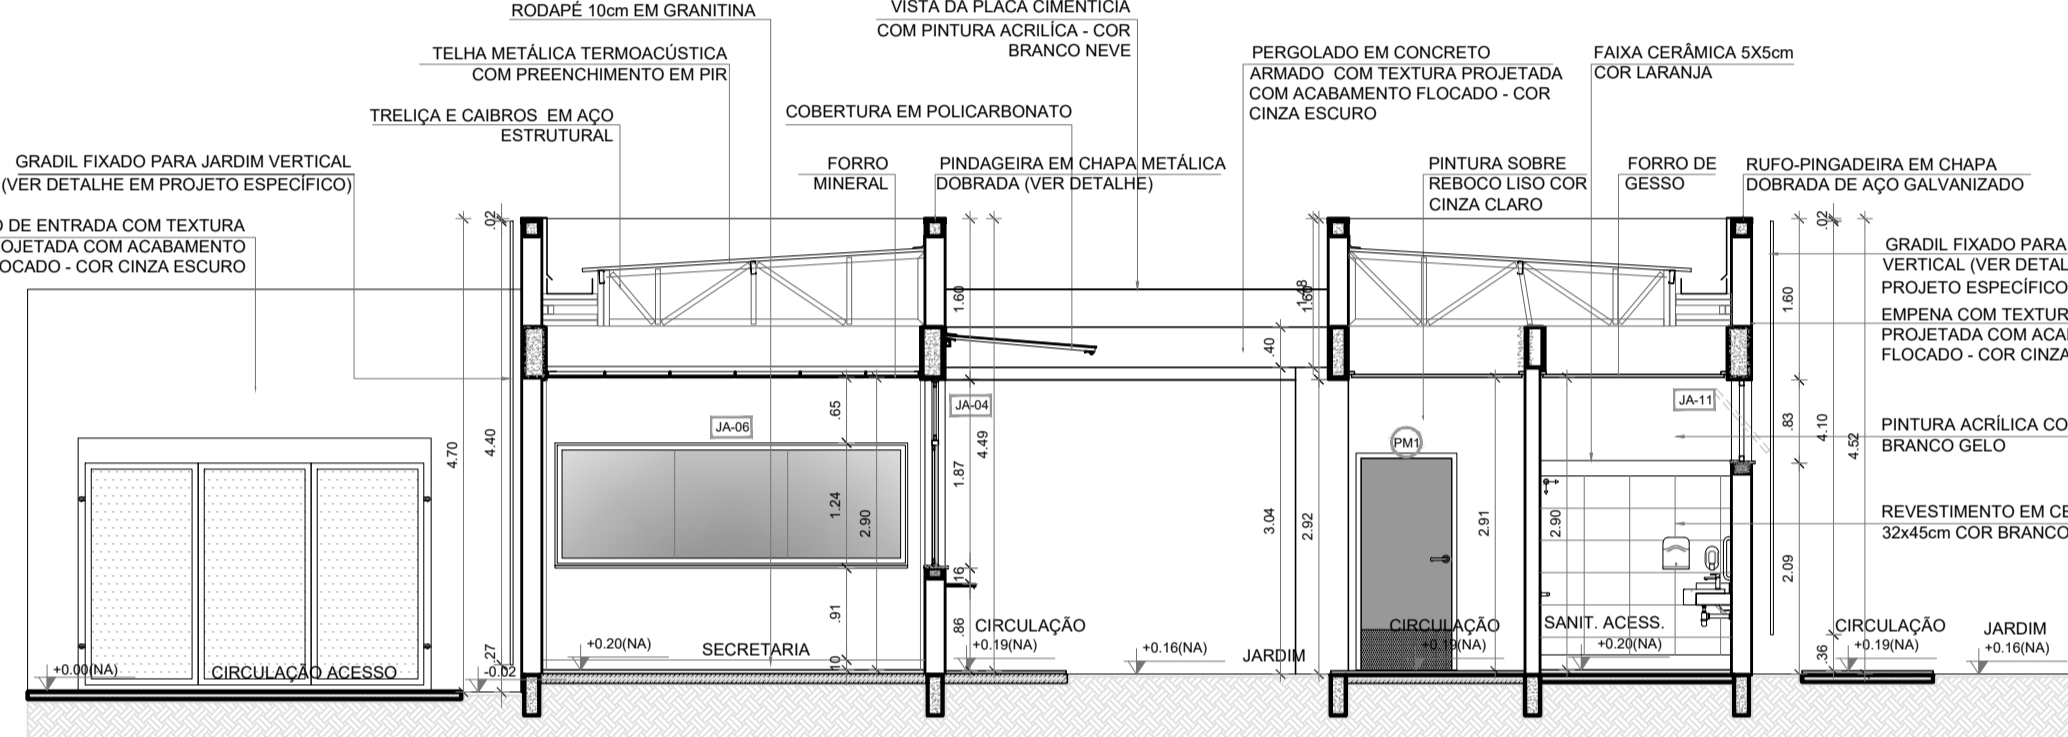 RODAPÉ 10cm EM GRANITINA
VISTA DA PLACA CIMENTÍCIA
COM PINTURA ACRILÍCA - COR
BRANCO NEVE
TELHA METÁLICA TERMOACÚSTICA
COM PREENCHIMENTO EM PIR
PERGOLADO EM CONCRETO
ARMADO COM TEXTURA PROJETADA
COM ACABAMENTO FLOCADO - COR
CINZA ESCURO
FAIXA CERÂMICA 5X5cm
COR LARANJA
TRELIÇA E CAIBROS EM AÇO
ESTRUTURAL
COBERTURA EM POLICARBONATO
GRADIL FIXADO PARA JARDIM VERTICAL
(VER DETALHE EM PROJETO ESPECÍFICO)
FORRO
MINERAL
PINDAGEIRA EM CHAPA METÁLICA
DOBRADA (VER DETALHE)
PINTURA SOBRE
REBOCO LISO COR
CINZA CLARO
FORRO DE
GESSO
RUFO-PINGADEIRA EM CHAPA
DOBRADA DE AÇO GALVANIZADO
O DE ENTRADA COM TEXTURA
OJETADA COM ACABAMENTO
OCADO - COR CINZA ESCURO
GRADIL FIXADO PARA
VERTICAL (VER DETAL
PROJETO ESPECÍFICO
EMPENA COM TEXTUR
PROJETADA COM ACA
FLOCADO - COR CINZA
PINTURA ACRÍLICA CO
BRANCO GELO
REVESTIMENTO EM CE
32x45cm COR BRANCO
.02
4.70
4.40
.27
-0.02
JA-06
.65
1.24
2.90
.91
.10
1.60
JA-04
4.49
1.87
.16
.86
.40
1.60
3.04
2.92
PM1
2.91
2.90
JA-11
1.60
.02
.83
4.10
4.52
2.09
.36
+0.00(NA)
CIRCULAÇÃO ACESSO
+0.20(NA)
SECRETARIA
CIRCULAÇÃO
+0.19(NA)
+0.16(NA)
JARDIM
CIRCULAÇÃO
+0.19(NA)
SANIT. ACESS.
+0.20(NA)
CIRCULAÇÃO
+0.19(NA)
JARDIM
+0.16(NA)